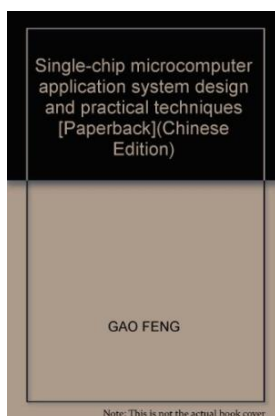 Single-chip microcomputer
application system design
and practical techniques
[Paperback](Chinese
Edition)
GAO FENG
Note: This is not the actual book cover